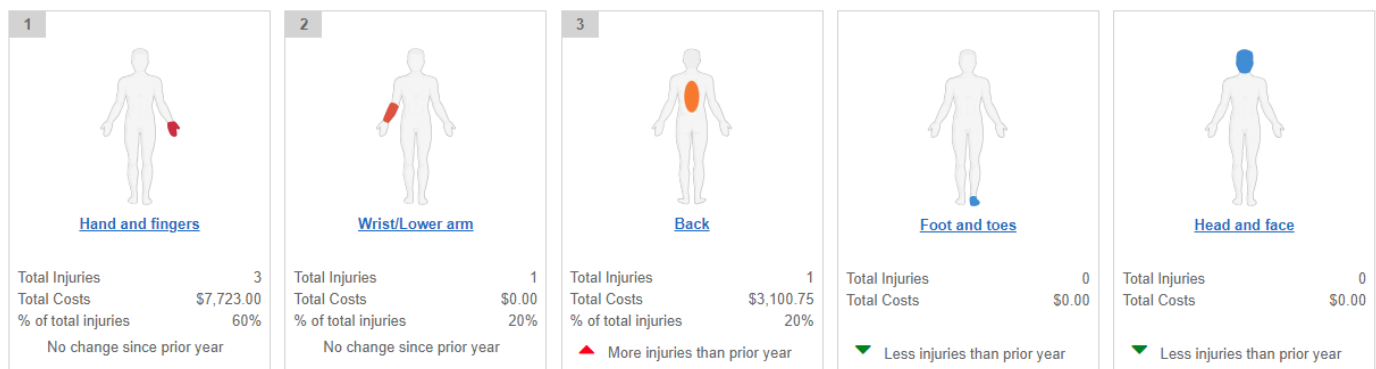 1
Hand and fingers
Total Injuries 3
Total Costs $7,723.00
% of total injuries 60%
No change since prior year
2
Wrist/Lower arm
Total Injuries 1
Total Costs $0.00
% of total injuries 20%
No change since prior year
3
Back
Total Injuries 1
Total Costs $3,100.75
% of total injuries 20%
More injuries than prior year
Foot and toes
Total Injuries 0
Total Costs $0.00
Less injuries than prior year
Head and face
Total Injuries 0
Total Costs $0.00
Less injuries than prior year